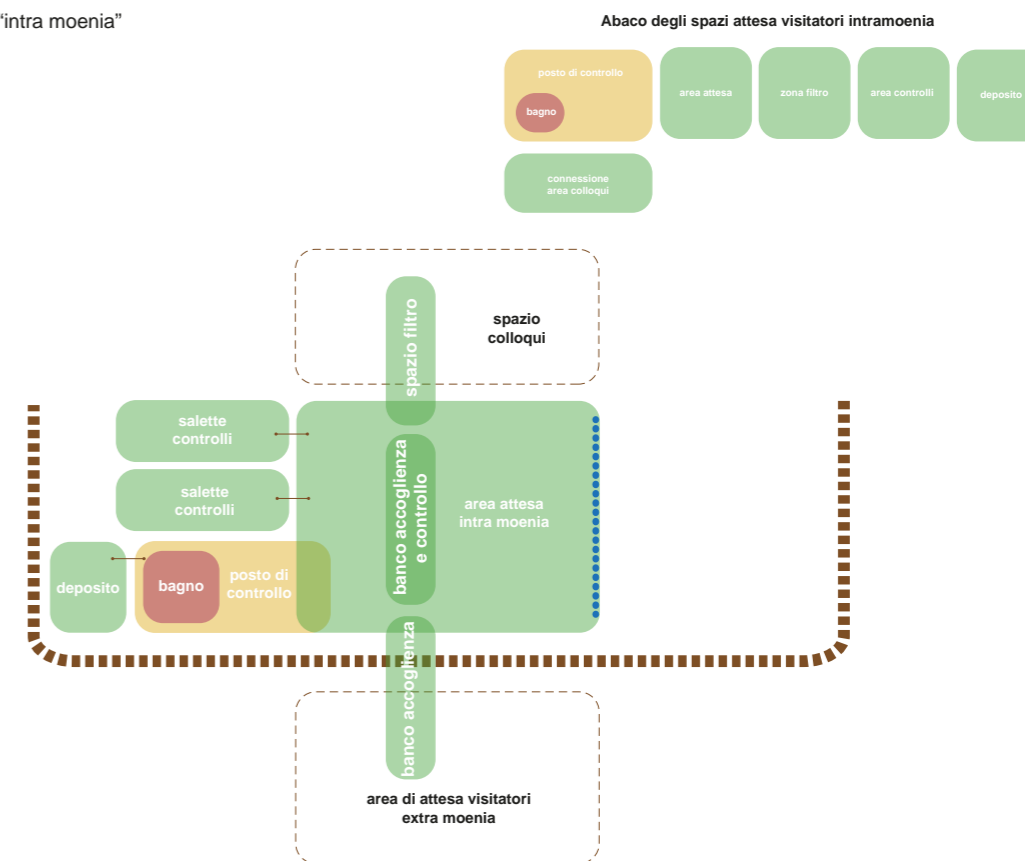 "intra moenia"
Abaco degli spazi attesa visitatori intramoenia
posto di controllo
bagno
area attesa
zona filtro
area controlli
deposito
connessione
area colloqui
spazio filtro
spazio
colloqui
salette
controlli
salette
controlli
banco accoglienza
e controllo
area attesa
intra moenia
deposito
bagno
posto di
controllo
banco accoglienza
area di attesa visitatori
extra moenia